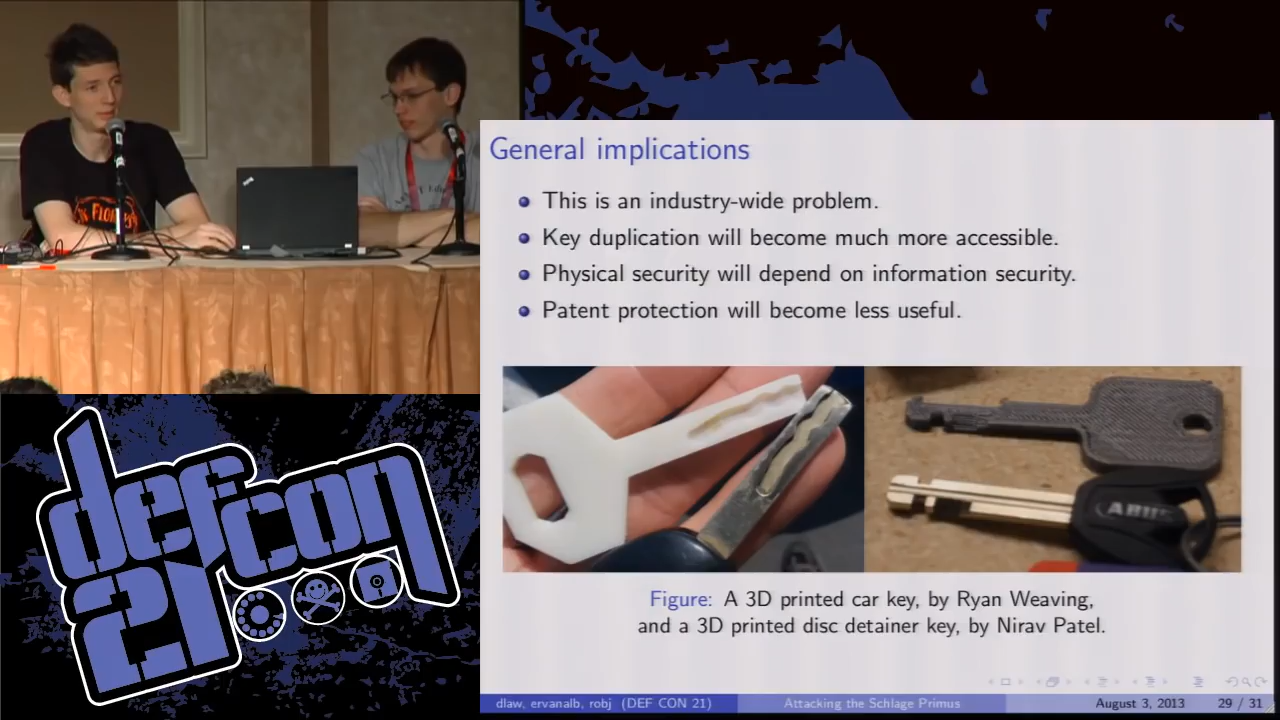 General implications
This is an industry-wide problem.
Key duplication will become much more accessible.
Physical security will depend on information security.
Patent protection will become less useful.
ABUS
Figure: A 3D printed car key, by Ryan Weaving,
and a 3D printed disc detainer key, by Nirav Patel.
dlaw, ervanalb, robj (DEF CON 21)
Attacking the Schlage Primus
August 3, 2013
29 / 31
defcon
21